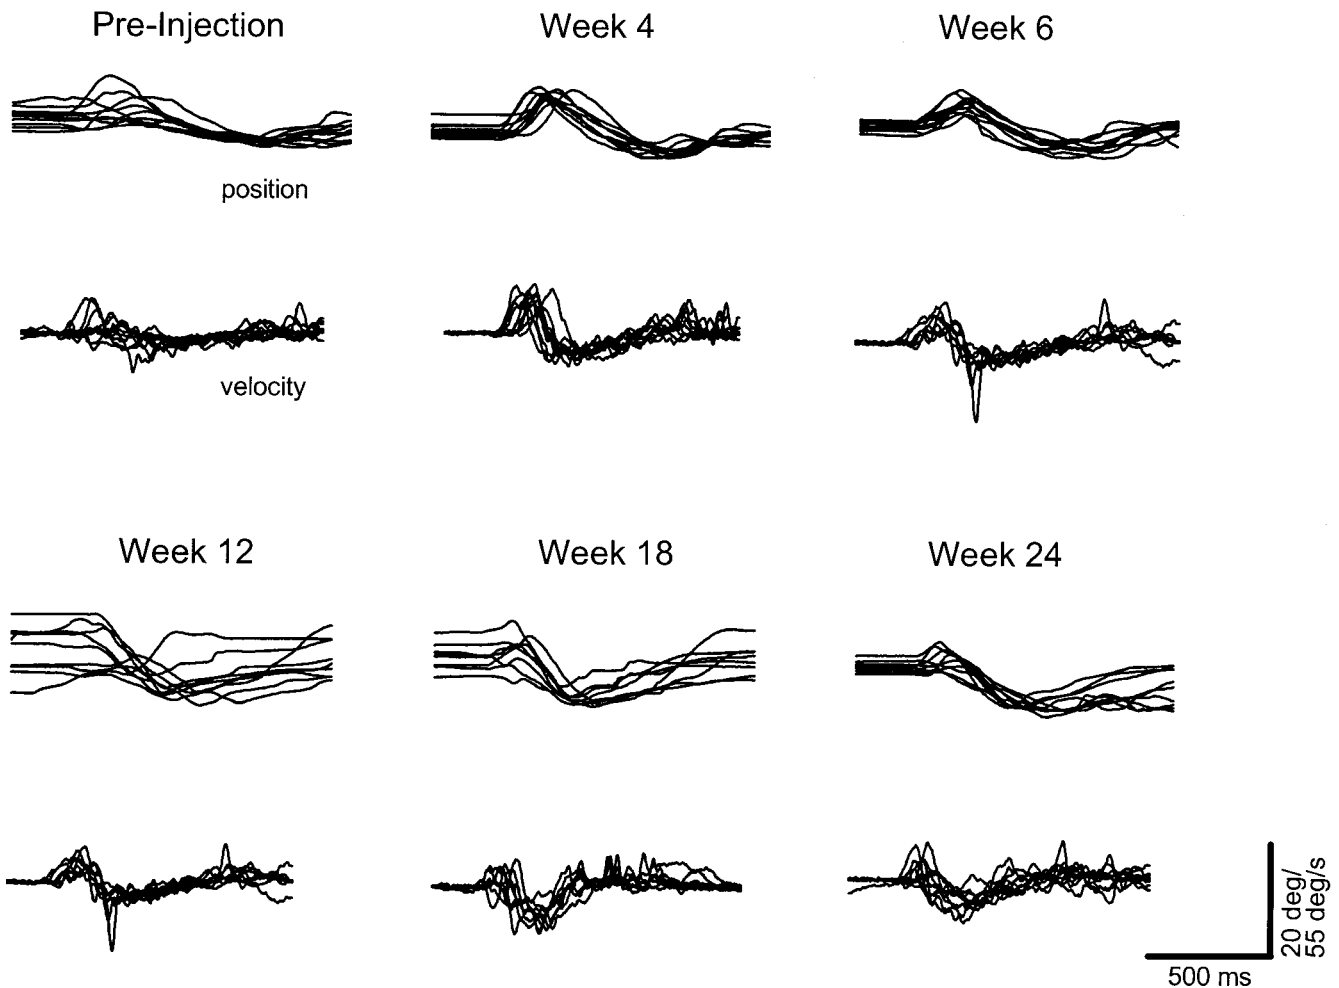 Pre-Injection
Week 4
Week 6
position
velocity
Week 12
Week 18
Week 24
20 deg/
55 deg/s
500 ms